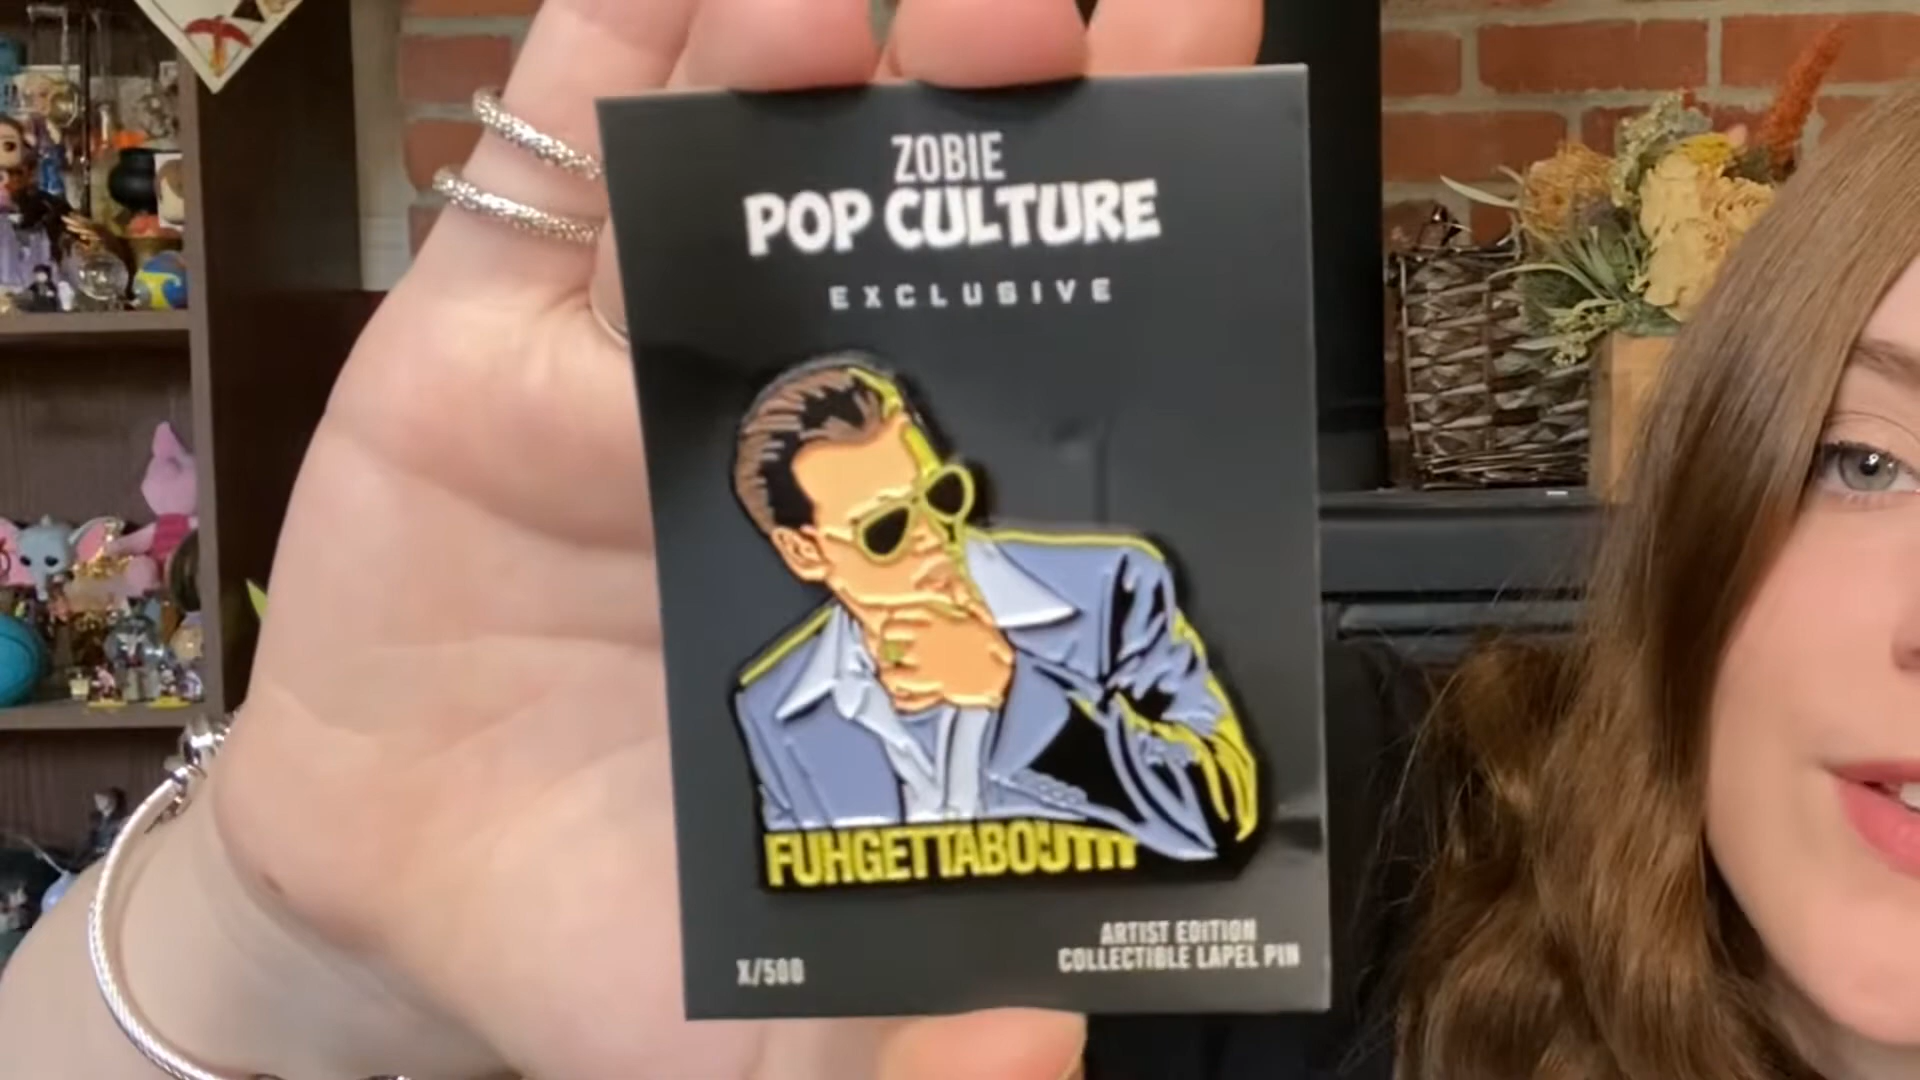 ZOBIE
POP CULTURE
EXCLUSIVE
FUHGETTABOUTIT
X/500
ARTIST EDITION
COLLECTIBLE LAPEL PIN